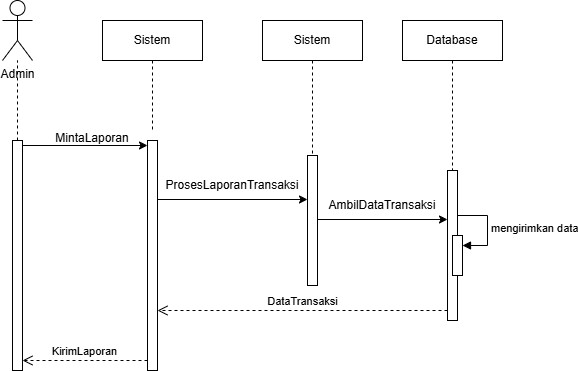 Sistem
Sistem
Database
Admin
MintaLaporan
ProsesLaporanTransaksi
AmbilDataTransaksi
mengirimkan data
DataTransaksi
KirimLaporan